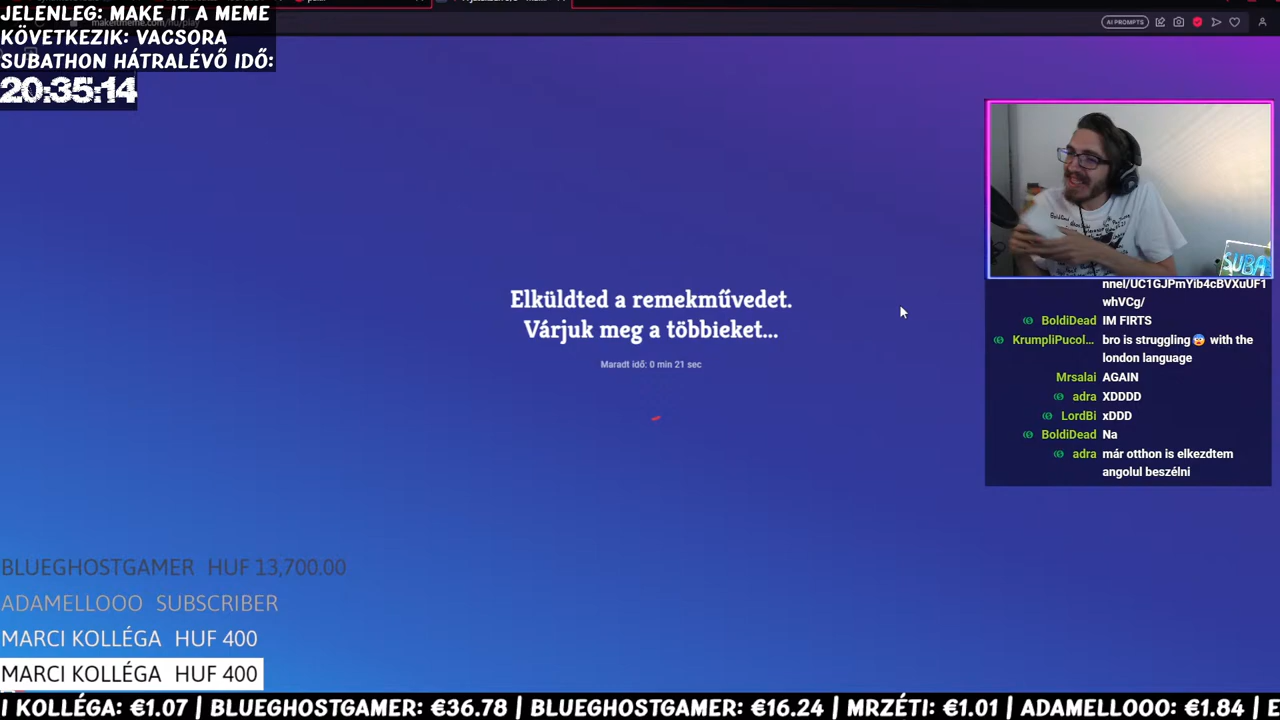 JELENLEG: MAKE IT A MEME
KÖVETKEZIK: VACSORA
SUBATHON HÁTRALÉVŐ IDŐ:
20:35:14
AI PROMPTS
Elküldted a remekművedet.
Várjuk meg a többieket...
Maradt idő: 0 min 21 sec
SUBA
nnel/UC1GJPmYib4cBVXuUF1
whVCg/
BoldiDead IM FIRTS
KrumpliPucol... bro is struggling 😨 with the
london language
Mrsalai AGAIN
adra XDDDD
LordBi xDDD
BoldiDead Na
adra már otthon is elkezdtem
angolul beszélni
BLUEGHOSTGAMER HUF 13,700.00
ADAMELLOOO SUBSCRIBER
MARCI KOLLÉGA HUF 400
MARCI KOLLÉGA HUF 400
I KOLLÉGA: €1.07 | BLUEGHOSTGAMER: €36.78 | BLUEGHOSTGAMER: €16.24 | MRZÉTI: €1.01 | ADAMELLOOO: €1.84 | E